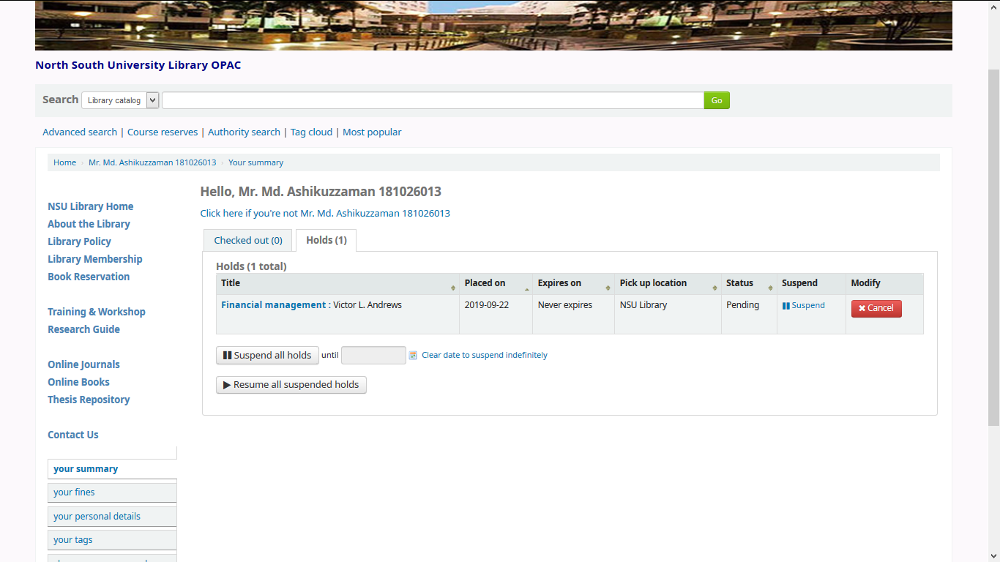 North South University Library OPAC
Search Library catalog Go
Advanced search | Course reserves | Authority search | Tag cloud | Most popular
Home › Mr. Md. Ashikuzzaman 181026013 › Your summary
NSU Library Home
About the Library
Library Policy
Library Membership
Book Reservation
Training & Workshop
Research Guide
Online Journals
Online Books
Thesis Repository
Contact Us
your summary
your fines
your personal details
your tags
Hello, Mr. Md. Ashikuzzaman 181026013
Click here if you're not Mr. Md. Ashikuzzaman 181026013
Checked out (0) Holds (1)
Holds (1 total)
Title Placed on Expires on Pick up location Status Suspend Modify
Financial management : Victor L. Andrews 2019-09-22 Never expires NSU Library Pending Suspend Cancel
Suspend all holds until Clear date to suspend indefinitely
Resume all suspended holds